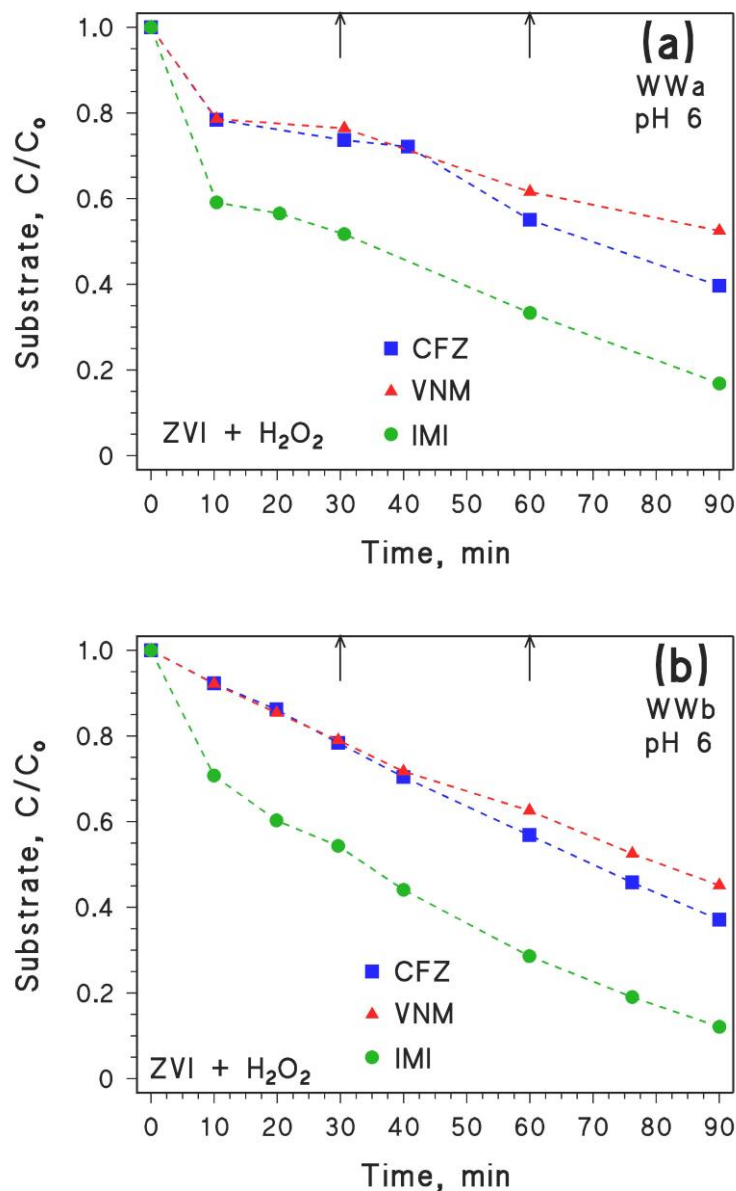 (a)
WWa
pH 6
Substrate, C/C₀
1.0
0.8
0.6
0.4
0.2
0
CFZ
VNM
IMI
ZVI + H₂O₂
0 10 20 30 40 50 60 70 80 90
Time, min
(b)
WWb
pH 6
Substrate, C/C₀
1.0
0.8
0.6
0.4
0.2
0
CFZ
VNM
IMI
ZVI + H₂O₂
0 10 20 30 40 50 60 70 80 90
Time, min